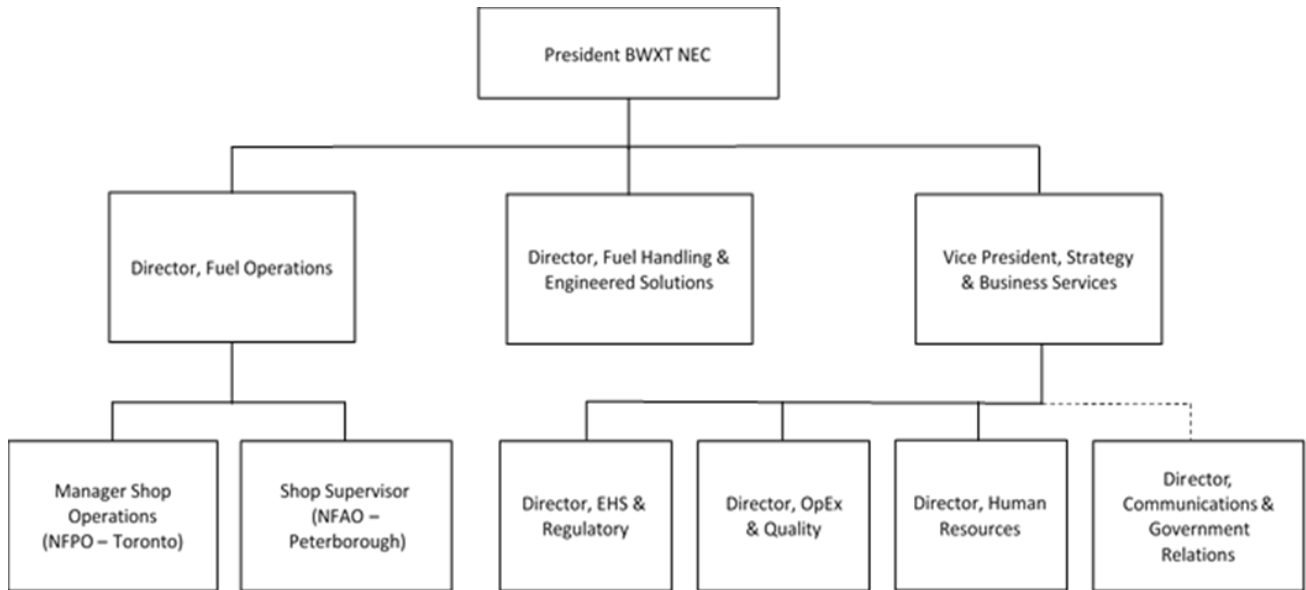 President BWXT NEC
Director, Fuel Operations
Director, Fuel Handling &
Engineered Solutions
Vice President, Strategy
& Business Services
Manager Shop
Operations
(NFPO – Toronto)
Shop Supervisor
(NFAO –
Peterborough)
Director, EHS &
Regulatory
Director, OpEx
& Quality
Director, Human
Resources
Director,
Communications &
Government
Relations